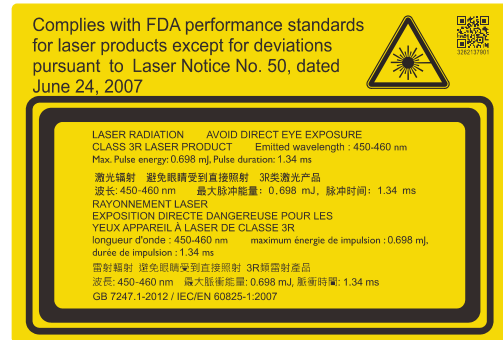 Complies with FDA performance standards
for laser products except for deviations
pursuant to Laser Notice No. 50, dated
June 24, 2007
3262137901
LASER RADIATION AVOID DIRECT EYE EXPOSURE
CLASS 3R LASER PRODUCT Emitted wavelength : 450-460 nm
Max. Pulse energy: 0.698 mJ, Pulse duration: 1.34 ms
激光辐射 避免眼睛受到直接照射 3R类激光产品
波长: 450-460 nm 最大脉冲能量: 0.698 mJ, 脉冲时间: 1.34 ms
RAYONNEMENT LASER
EXPOSITION DIRECTE DANGEREUSE POUR LES
YEUX APPAREIL À LASER DE CLASSE 3R
longueur d'onde : 450-460 nm maximum énergie de impulsion : 0.698 mJ,
durée de impulsion : 1.34 ms
雷射輻射 避免眼睛受到直接照射 3R類雷射產品
波長: 450-460 nm 最大脈衝能量: 0.698 mJ, 脈衝時間: 1.34 ms
GB 7247.1-2012 / IEC/EN 60825-1:2007